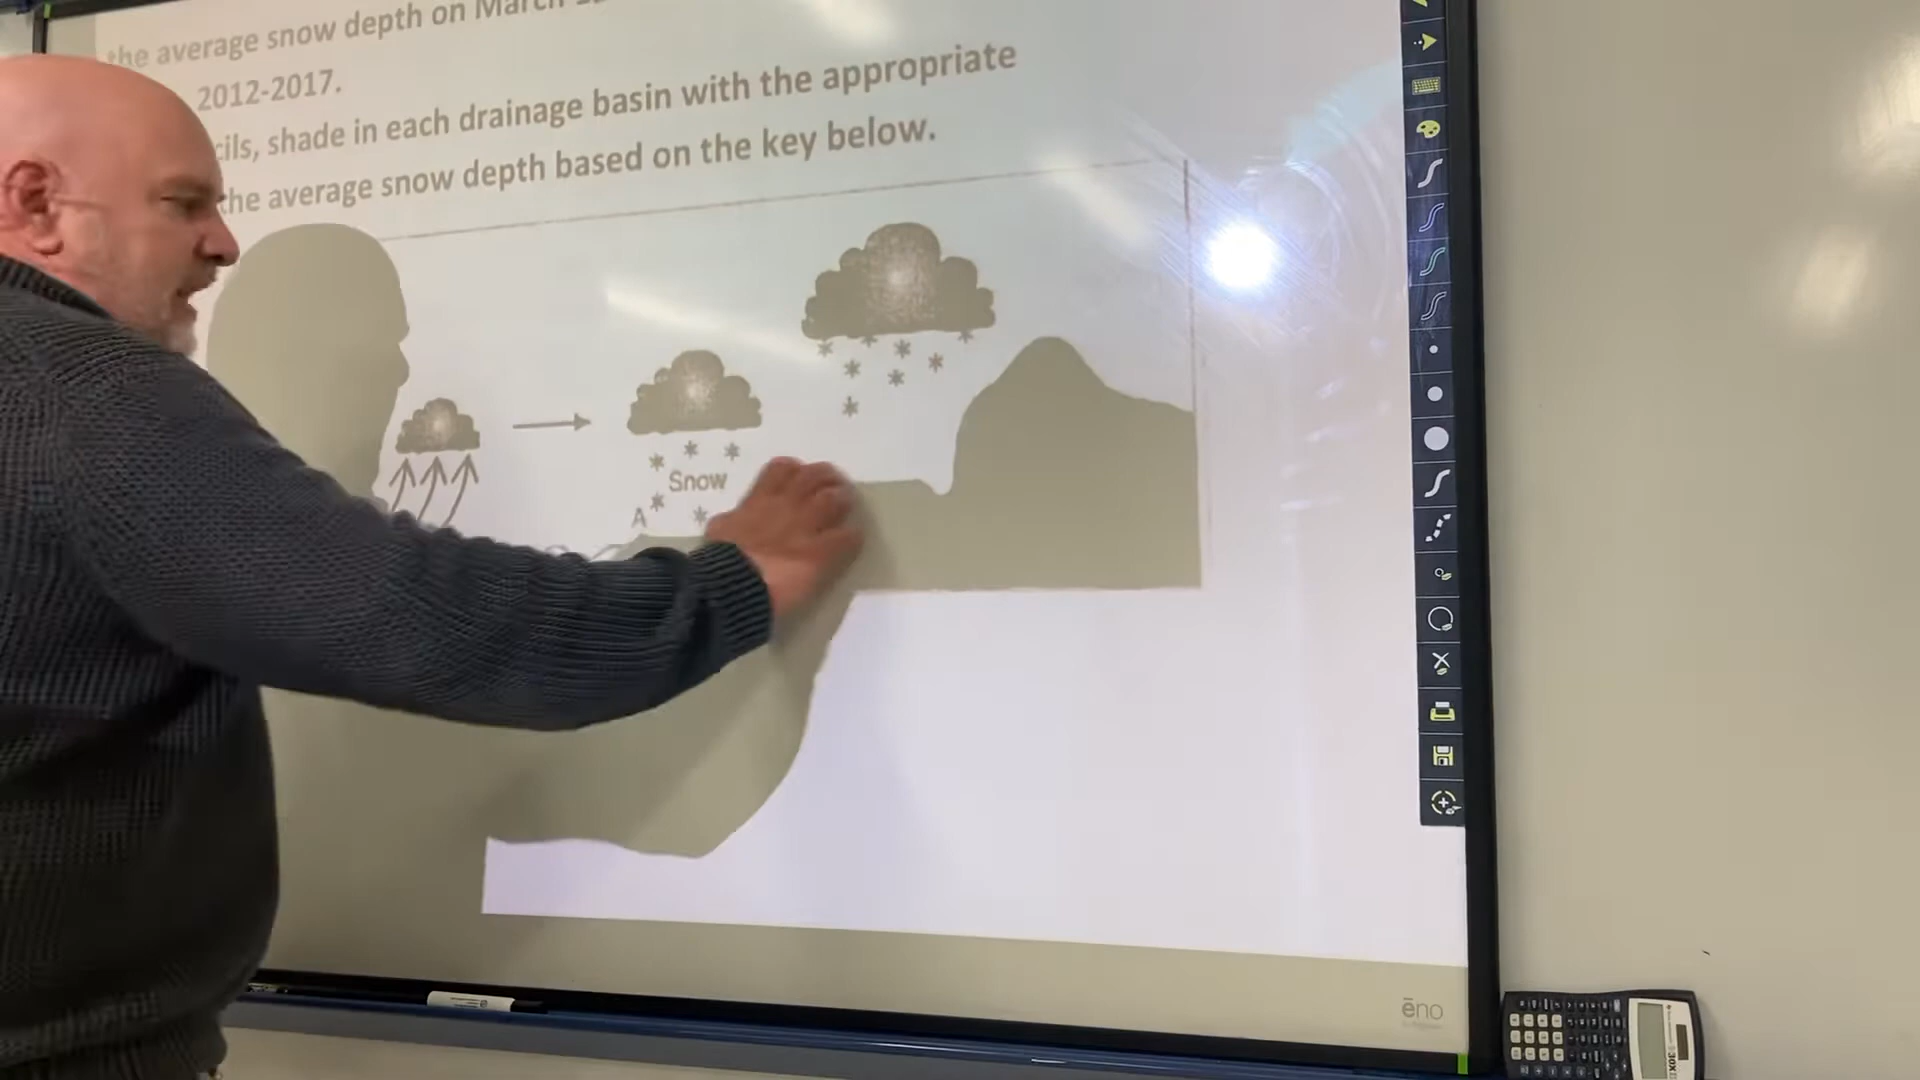 the average snow depth on March
2012-2017.
cils, shade in each drainage basin with the appropriate
the average snow depth based on the key below.
Snow
A
ēno